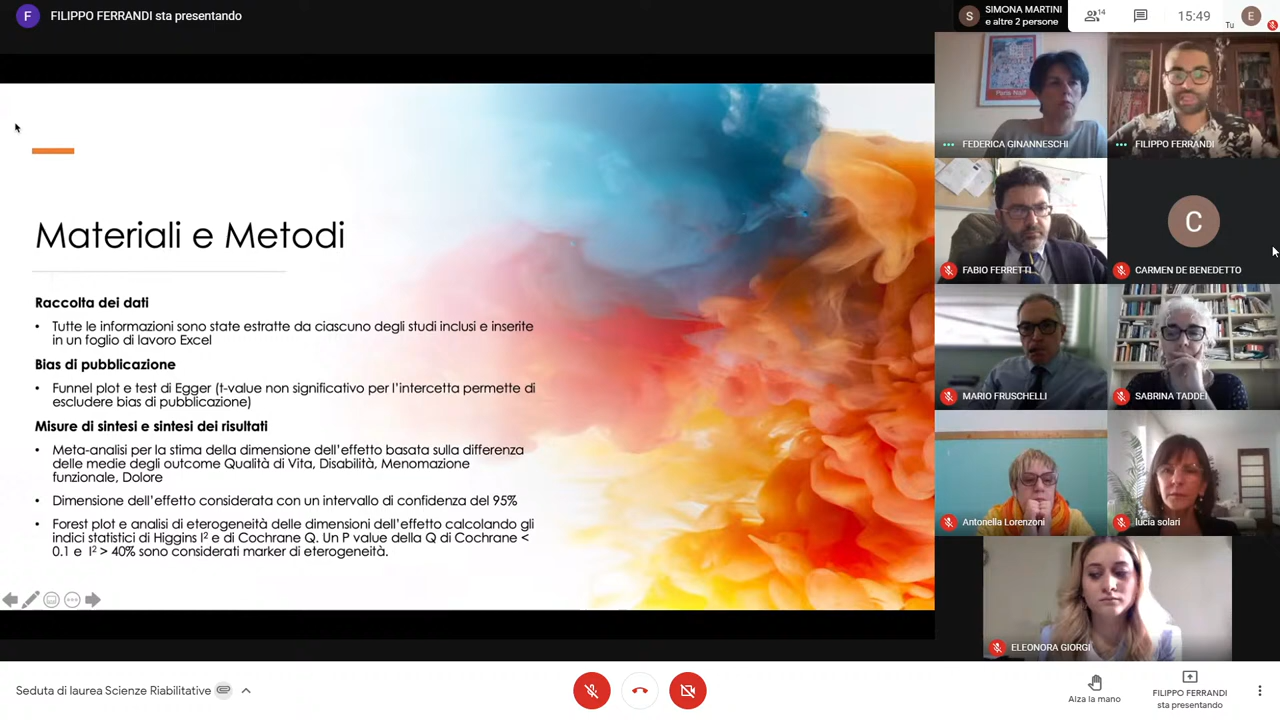 F FILIPPO FERRANDI sta presentando
S SIMONA MARTINI
e altre 2 persone
14
15:49
Tu
E
Materiali e Metodi
Raccolta dei dati
• Tutte le informazioni sono state estratte da ciascuno degli studi inclusi e inserite
in un foglio di lavoro Excel
Bias di pubblicazione
• Funnel plot e test di Egger (t-value non significativo per l'intercetta permette di
escludere bias di pubblicazione)
Misure di sintesi e sintesi dei risultati
• Meta-analisi per la stima della dimensione dell'effetto basata sulla differenza
delle medie degli outcome Qualità di Vita, Disabilità, Menomazione
funzionale, Dolore
• Dimensione dell'effetto considerata con un intervallo di confidenza del 95%
• Forest plot e analisi di eterogeneità delle dimensioni dell'effetto calcolando gli
indici statistici di Higgins I² e di Cochrane Q. Un P value della Q di Cochrane <
0.1 e I² > 40% sono considerati marker di eterogeneità.
Paris Naïf
FEDERICA GINANNESCHI
FILIPPO FERRANDI
FABIO FERRETTI
C
CARMEN DE BENEDETTO
MARIO FRUSCHELLI
SABRINA TADDEI
Antonella Lorenzoni
lucia solari
ELEONORA GIORGI
Seduta di laurea Scienze Riabilitative
Alza la mano
FILIPPO FERRANDI
sta presentando